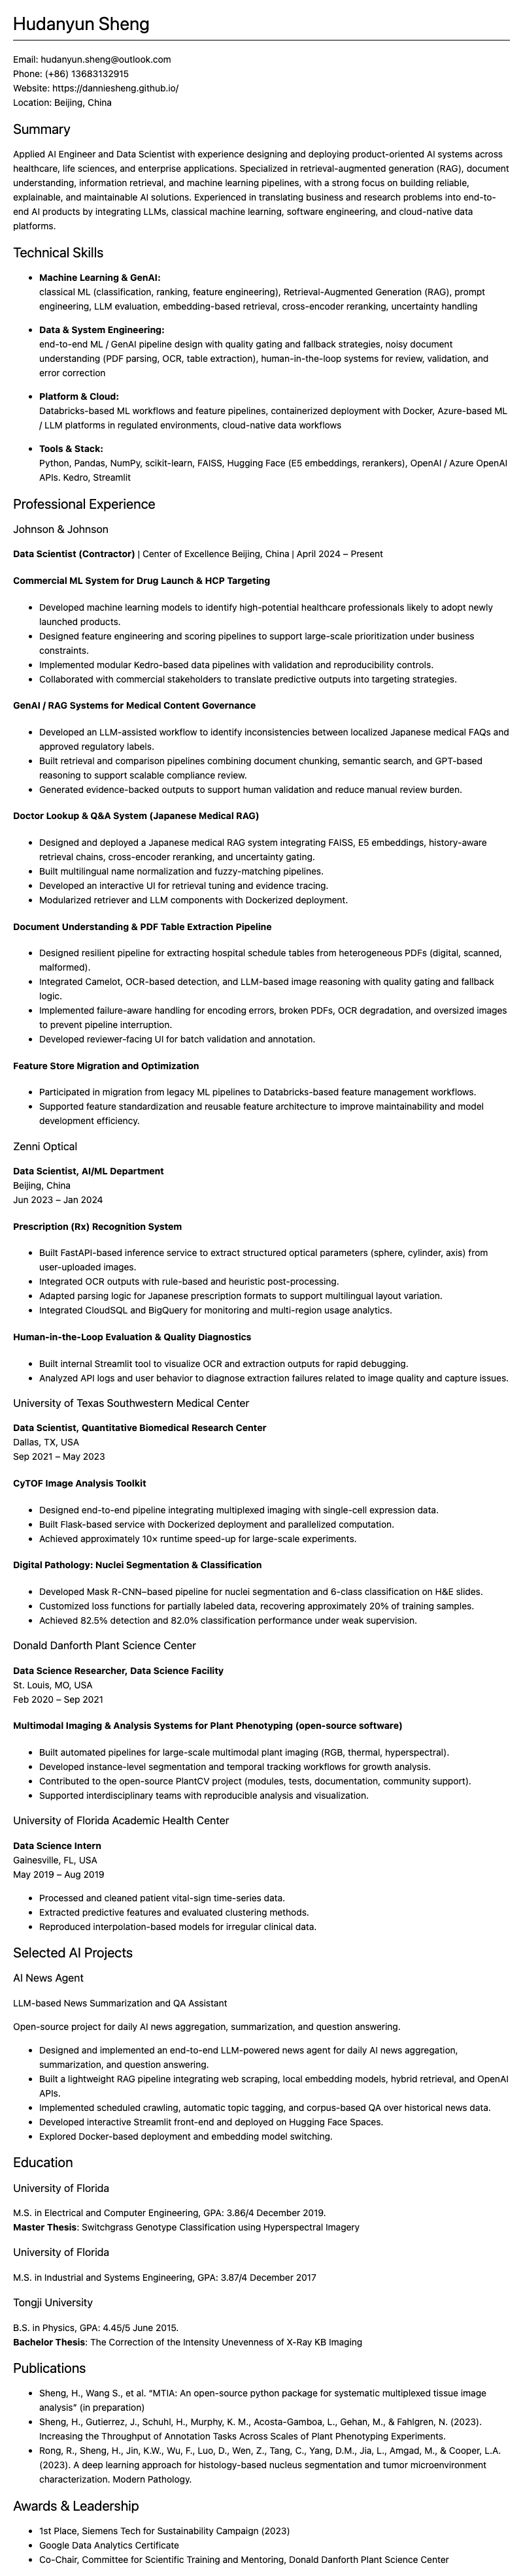 Hudanyun Sheng
Email: hudanyun.sheng@outlook.com
Phone: (+86) 13683132915
Website: https://danniesheng.github.io/
Location: Beijing, China
Summary
Applied AI Engineer and Data Scientist with experience designing and deploying product-oriented AI systems across
healthcare, life sciences, and enterprise applications. Specialized in retrieval-augmented generation (RAG), document
understanding, information retrieval, and machine learning pipelines, with a strong focus on building reliable,
explainable, and maintainable AI solutions. Experienced in translating business and research problems into end-to-
end AI products by integrating LLMs, classical machine learning, software engineering, and cloud-native data
platforms.
Technical Skills
• Machine Learning & GenAI:
classical ML (classification, ranking, feature engineering), Retrieval-Augmented Generation (RAG), prompt
engineering, LLM evaluation, embedding-based retrieval, cross-encoder reranking, uncertainty handling
• Data & System Engineering:
end-to-end ML / GenAI pipeline design with quality gating and fallback strategies, noisy document
understanding (PDF parsing, OCR, table extraction), human-in-the-loop systems for review, validation, and
error correction
• Platform & Cloud:
Databricks-based ML workflows and feature pipelines, containerized deployment with Docker, Azure-based ML
/ LLM platforms in regulated environments, cloud-native data workflows
• Tools & Stack:
Python, Pandas, NumPy, scikit-learn, FAISS, Hugging Face (E5 embeddings, rerankers), OpenAI / Azure OpenAI
APIs. Kedro, Streamlit
Professional Experience
Johnson & Johnson
Data Scientist (Contractor) | Center of Excellence Beijing, China | April 2024 – Present
Commercial ML System for Drug Launch & HCP Targeting
• Developed machine learning models to identify high-potential healthcare professionals likely to adopt newly
launched products.
• Designed feature engineering and scoring pipelines to support large-scale prioritization under business
constraints.
• Implemented modular Kedro-based data pipelines with validation and reproducibility controls.
• Collaborated with commercial stakeholders to translate predictive outputs into targeting strategies.
GenAI / RAG Systems for Medical Content Governance
• Developed an LLM-assisted workflow to identify inconsistencies between localized Japanese medical FAQs and
approved regulatory labels.
• Built retrieval and comparison pipelines combining document chunking, semantic search, and GPT-based
reasoning to support scalable compliance review.
• Generated evidence-backed outputs to support human validation and reduce manual review burden.
Doctor Lookup & Q&A System (Japanese Medical RAG)
• Designed and deployed a Japanese medical RAG system integrating FAISS, E5 embeddings, history-aware
retrieval chains, cross-encoder reranking, and uncertainty gating.
• Built multilingual name normalization and fuzzy-matching pipelines.
• Developed an interactive UI for retrieval tuning and evidence tracing.
• Modularized retriever and LLM components with Dockerized deployment.
Document Understanding & PDF Table Extraction Pipeline
• Designed resilient pipeline for extracting hospital schedule tables from heterogeneous PDFs (digital, scanned,
malformed).
• Integrated Camelot, OCR-based detection, and LLM-based image reasoning with quality gating and fallback
logic.
• Implemented failure-aware handling for encoding errors, broken PDFs, OCR degradation, and oversized images
to prevent pipeline interruption.
• Developed reviewer-facing UI for batch validation and annotation.
Feature Store Migration and Optimization
• Participated in migration from legacy ML pipelines to Databricks-based feature management workflows.
• Supported feature standardization and reusable feature architecture to improve maintainability and model
development efficiency.
Zenni Optical
Data Scientist, AI/ML Department
Beijing, China
Jun 2023 – Jan 2024
Prescription (Rx) Recognition System
• Built FastAPI-based inference service to extract structured optical parameters (sphere, cylinder, axis) from
user-uploaded images.
• Integrated OCR outputs with rule-based and heuristic post-processing.
• Adapted parsing logic for Japanese prescription formats to support multilingual layout variation.
• Integrated CloudSQL and BigQuery for monitoring and multi-region usage analytics.
Human-in-the-Loop Evaluation & Quality Diagnostics
• Built internal Streamlit tool to visualize OCR and extraction outputs for rapid debugging.
• Analyzed API logs and user behavior to diagnose extraction failures related to image quality and capture issues.
University of Texas Southwestern Medical Center
Data Scientist, Quantitative Biomedical Research Center
Dallas, TX, USA
Sep 2021 – May 2023
CyTOF Image Analysis Toolkit
• Designed end-to-end pipeline integrating multiplexed imaging with single-cell expression data.
• Built Flask-based service with Dockerized deployment and parallelized computation.
• Achieved approximately 10× runtime speed-up for large-scale experiments.
Digital Pathology: Nuclei Segmentation & Classification
• Developed Mask R-CNN–based pipeline for nuclei segmentation and 6-class classification on H&E slides.
• Customized loss functions for partially labeled data, recovering approximately 20% of training samples.
• Achieved 82.5% detection and 82.0% classification performance under weak supervision.
Donald Danforth Plant Science Center
Data Science Researcher, Data Science Facility
St. Louis, MO, USA
Feb 2020 – Sep 2021
Multimodal Imaging & Analysis Systems for Plant Phenotyping (open-source software)
• Built automated pipelines for large-scale multimodal plant imaging (RGB, thermal, hyperspectral).
• Developed instance-level segmentation and temporal tracking workflows for growth analysis.
• Contributed to the open-source PlantCV project (modules, tests, documentation, community support).
• Supported interdisciplinary teams with reproducible analysis and visualization.
University of Florida Academic Health Center
Data Science Intern
Gainesville, FL, USA
May 2019 – Aug 2019
• Processed and cleaned patient vital-sign time-series data.
• Extracted predictive features and evaluated clustering methods.
• Reproduced interpolation-based models for irregular clinical data.
Selected AI Projects
AI News Agent
LLM-based News Summarization and QA Assistant
Open-source project for daily AI news aggregation, summarization, and question answering.
• Designed and implemented an end-to-end LLM-powered news agent for daily AI news aggregation,
summarization, and question answering.
• Built a lightweight RAG pipeline integrating web scraping, local embedding models, hybrid retrieval, and OpenAI
APIs.
• Implemented scheduled crawling, automatic topic tagging, and corpus-based QA over historical news data.
• Developed interactive Streamlit front-end and deployed on Hugging Face Spaces.
• Explored Docker-based deployment and embedding model switching.
Education
University of Florida
M.S. in Electrical and Computer Engineering, GPA: 3.86/4 December 2019.
Master Thesis: Switchgrass Genotype Classification using Hyperspectral Imagery
University of Florida
M.S. in Industrial and Systems Engineering, GPA: 3.87/4 December 2017
Tongji University
B.S. in Physics, GPA: 4.45/5 June 2015.
Bachelor Thesis: The Correction of the Intensity Unevenness of X-Ray KB Imaging
Publications
• Sheng, H., Wang S., et al. "MTIA: An open-source python package for systematic multiplexed tissue image
analysis" (in preparation)
• Sheng, H., Gutierrez, J., Schuhl, H., Murphy, K. M., Acosta-Gamboa, L., Gehan, M., & Fahlgren, N. (2023).
Increasing the Throughput of Annotation Tasks Across Scales of Plant Phenotyping Experiments.
• Rong, R., Sheng, H., Jin, K.W., Wu, F., Luo, D., Wen, Z., Tang, C., Yang, D.M., Jia, L., Amgad, M., & Cooper, L.A.
(2023). A deep learning approach for histology-based nucleus segmentation and tumor microenvironment
characterization. Modern Pathology.
Awards & Leadership
• 1st Place, Siemens Tech for Sustainability Campaign (2023)
• Google Data Analytics Certificate
• Co-Chair, Committee for Scientific Training and Mentoring, Donald Danforth Plant Science Center